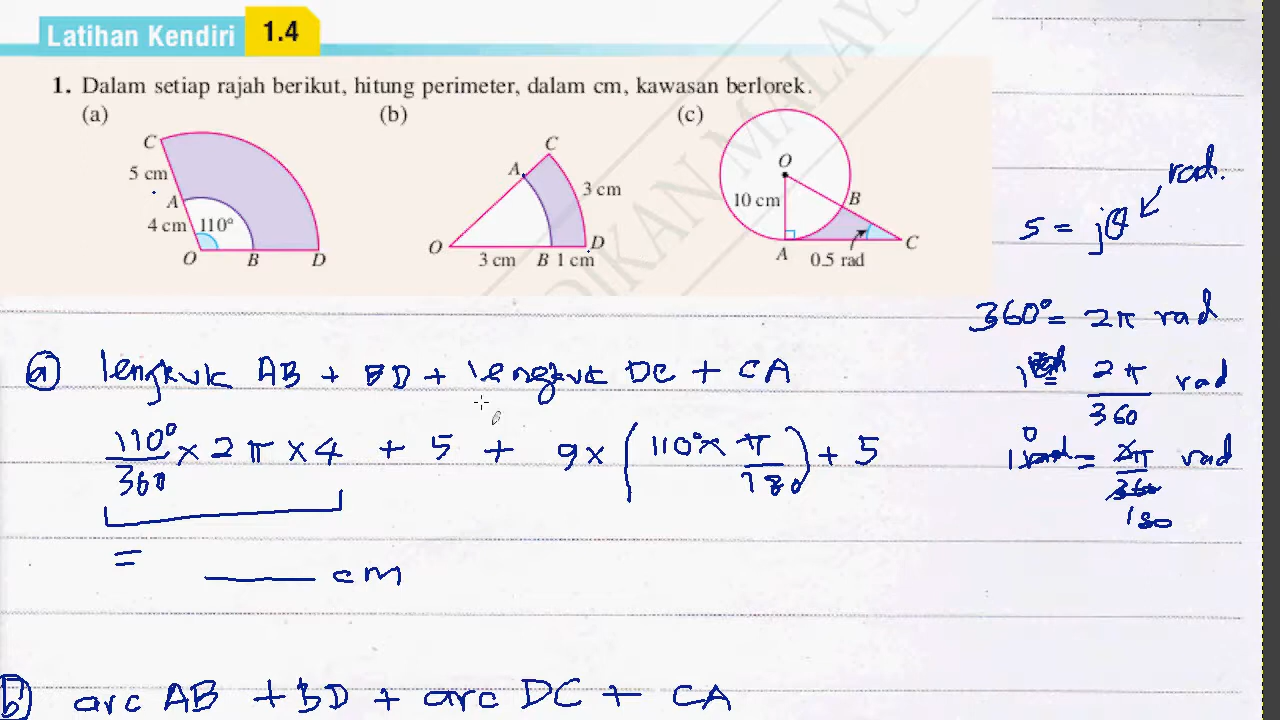 Latihan Kendiri 1.4
1. Dalam setiap rajah berikut, hitung perimeter, dalam cm, kawasan berlorek.
(a) (b) (c)
C 5 cm A 4 cm 110° O B D
A C 3 cm O 3 cm B 1 cm D
O 10 cm B A 0.5 rad C
rad.
s = jθ
360° = 2π rad
1° = 2π/360 rad
1° = π/180 rad
(a) lengkuk AB + BD + lengkuk DC + CA
110°/360 × 2π × 4 + 5 + 9 × (110° × π/180) + 5
= ____ cm
(b) arc AB + BD + arc DC + CA